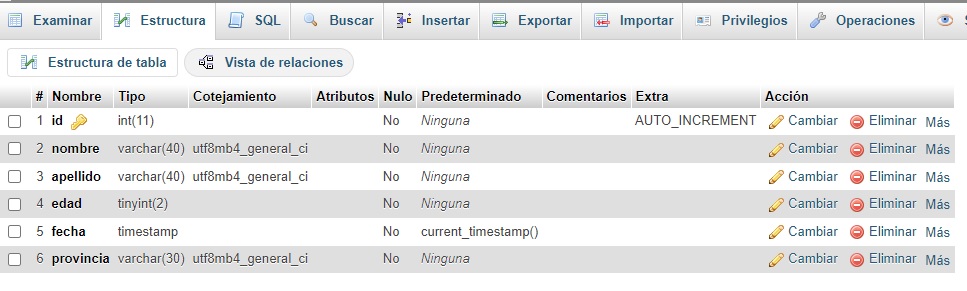 Examinar Estructura SQL Buscar Insertar Exportar Importar Privilegios Operaciones
Estructura de tabla Vista de relaciones
# Nombre Tipo Cotejamiento Atributos Nulo Predeterminado Comentarios Extra Acción
1 id int(11) No Ninguna AUTO_INCREMENT Cambiar Eliminar Más
2 nombre varchar(40) utf8mb4_general_ci No Ninguna Cambiar Eliminar Más
3 apellido varchar(40) utf8mb4_general_ci No Ninguna Cambiar Eliminar Más
4 edad tinyint(2) No Ninguna Cambiar Eliminar Más
5 fecha timestamp No current_timestamp() Cambiar Eliminar Más
6 provincia varchar(30) utf8mb4_general_ci No Ninguna Cambiar Eliminar Más